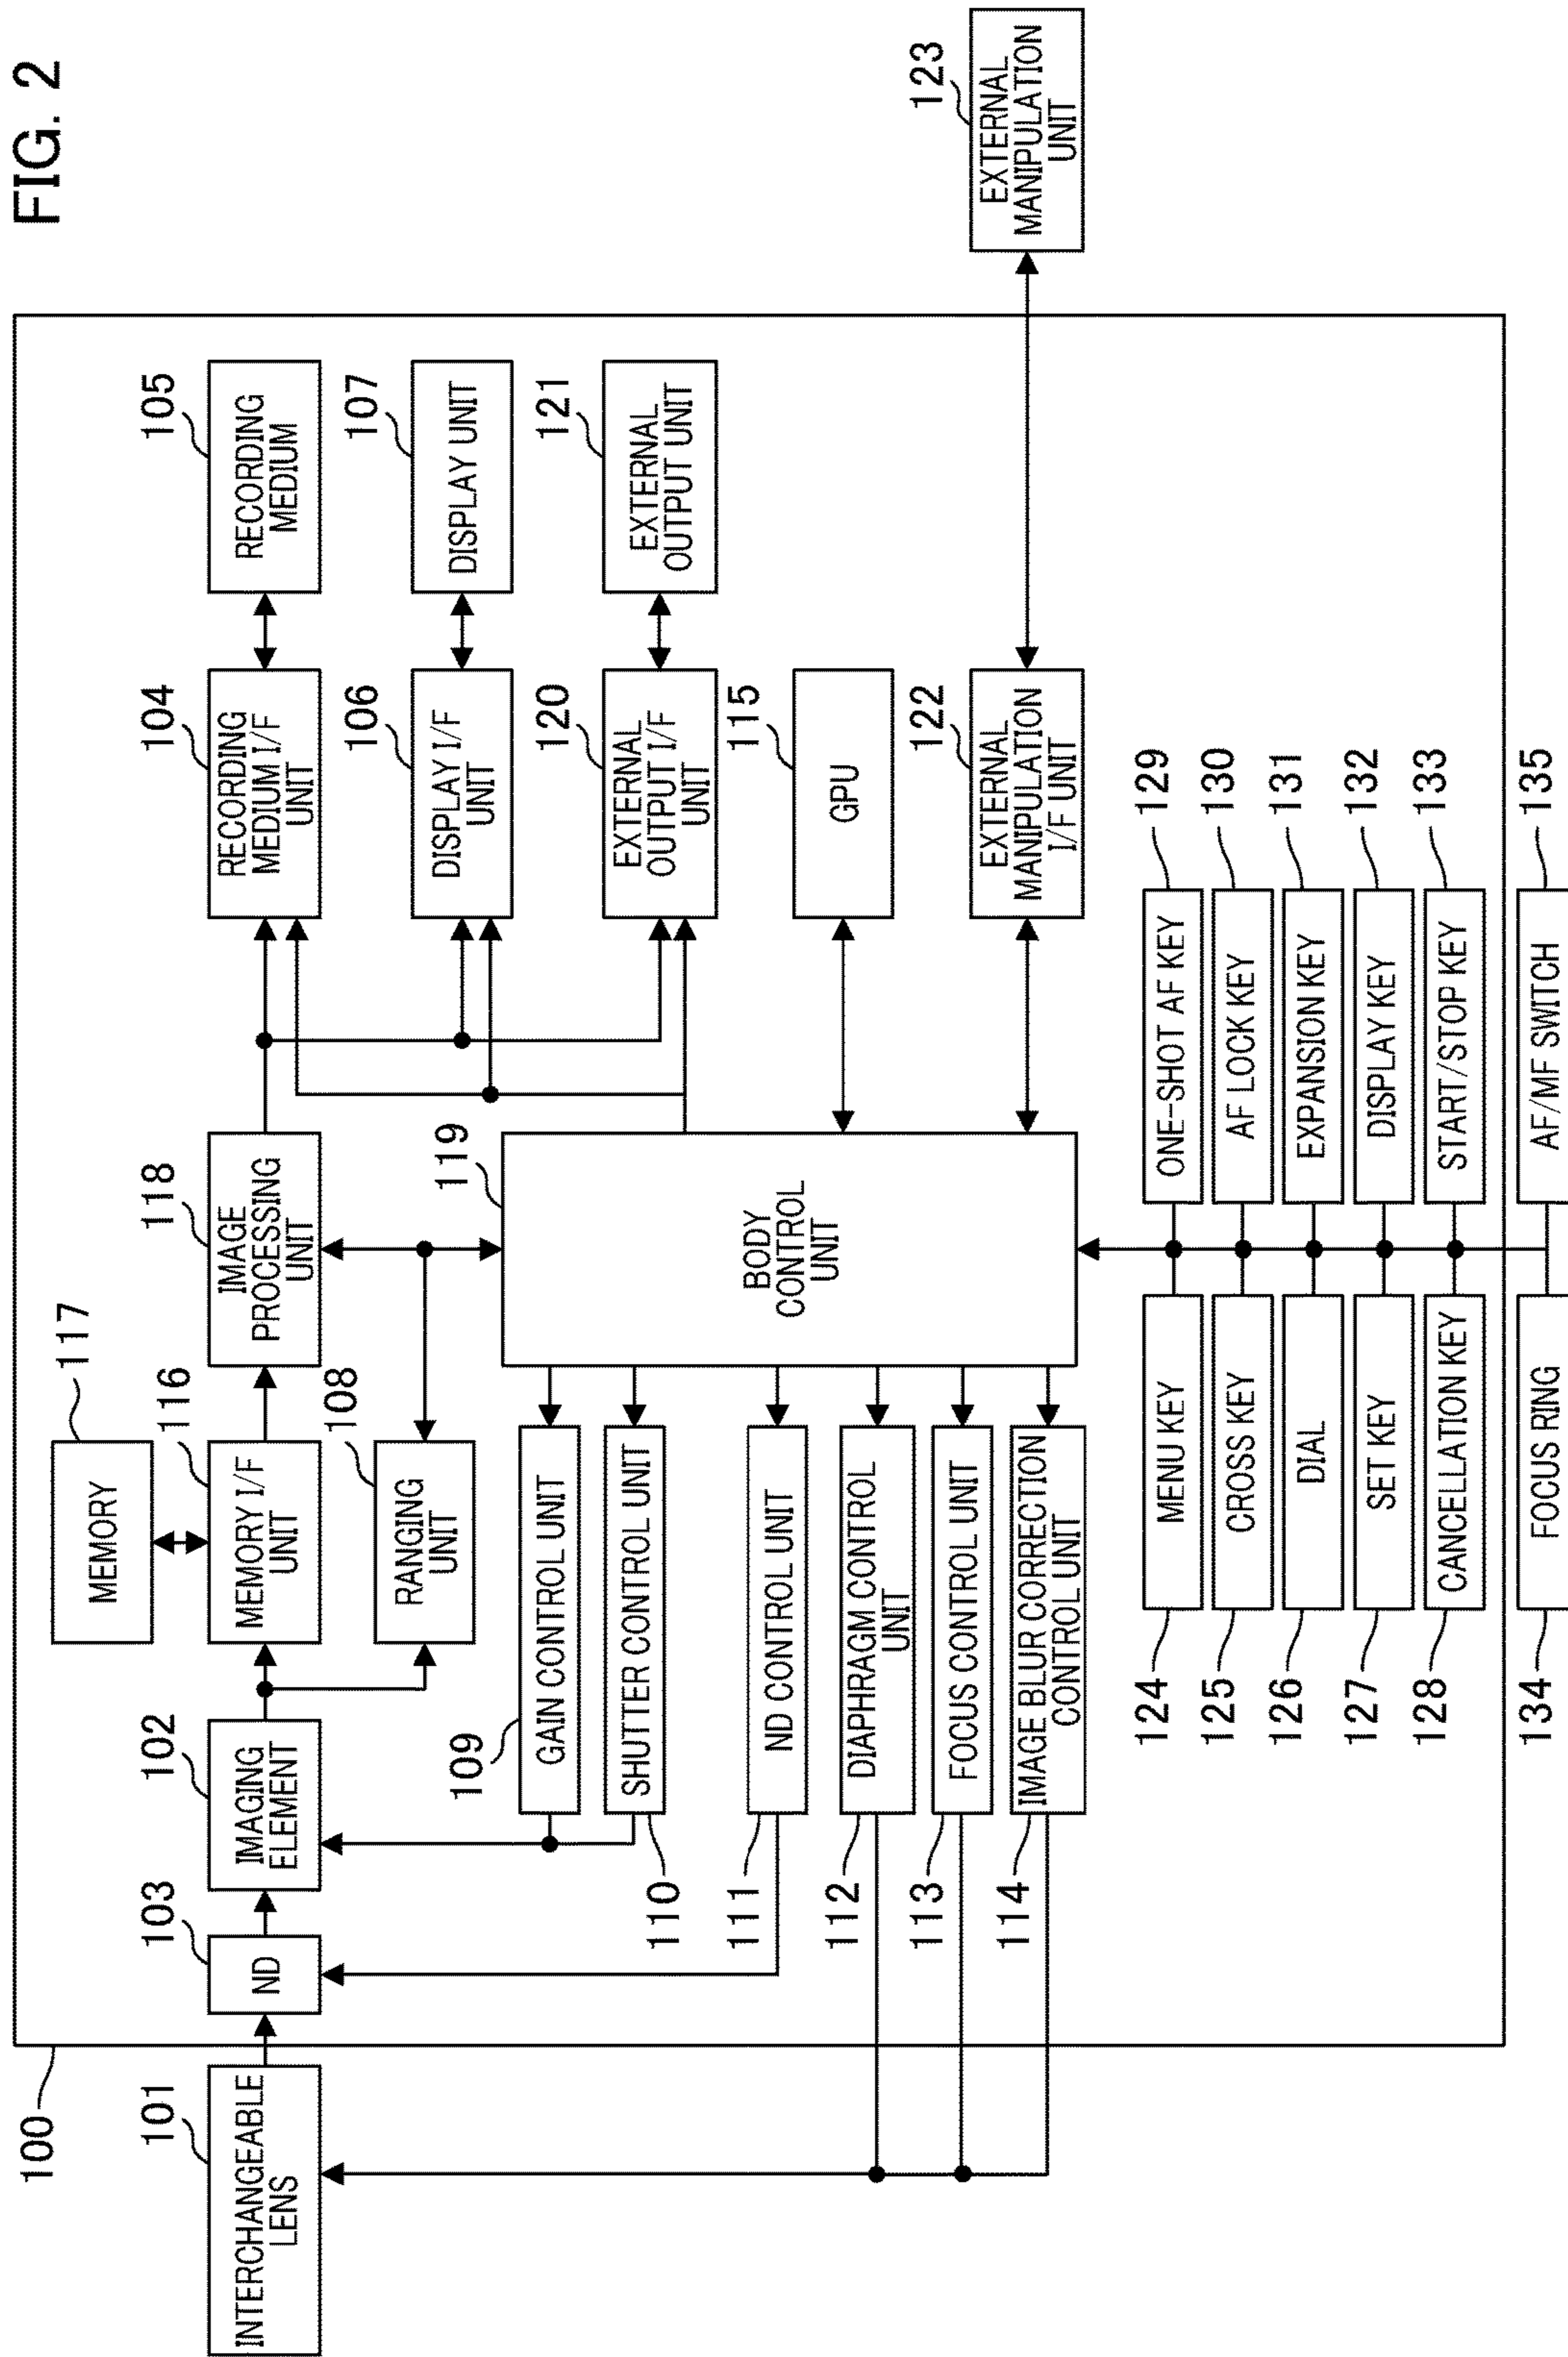 FIG. 2
100
101
INTERCHANGEABLE
LENS
103
ND
102
IMAGING
ELEMENT
117
MEMORY
116
MEMORY I/F
UNIT
108
RANGING
UNIT
118
IMAGE
PROCESSING
UNIT
104
RECORDING
MEDIUM I/F
UNIT
105
RECORDING
MEDIUM
106
DISPLAY I/F
UNIT
107
DISPLAY UNIT
120
EXTERNAL
OUTPUT I/F
UNIT
121
EXTERNAL
OUTPUT UNIT
115
GPU
122
EXTERNAL
MANIPULATION
I/F UNIT
123
EXTERNAL
MANIPULATION
UNIT
119
BODY
CONTROL
UNIT
109
GAIN CONTROL UNIT
110
SHUTTER CONTROL UNIT
111
ND CONTROL UNIT
112
DIAPHRAGM CONTROL
UNIT
113
FOCUS CONTROL UNIT
114
IMAGE BLUR CORRECTION
CONTROL UNIT
124
MENU KEY
ONE-SHOT AF KEY
129
125
CROSS KEY
AF LOCK KEY
130
126
DIAL
EXPANSION KEY
131
127
SET KEY
DISPLAY KEY
132
128
CANCELLATION KEY
START/STOP KEY
133
134
FOCUS RING
AF/MF SWITCH
135